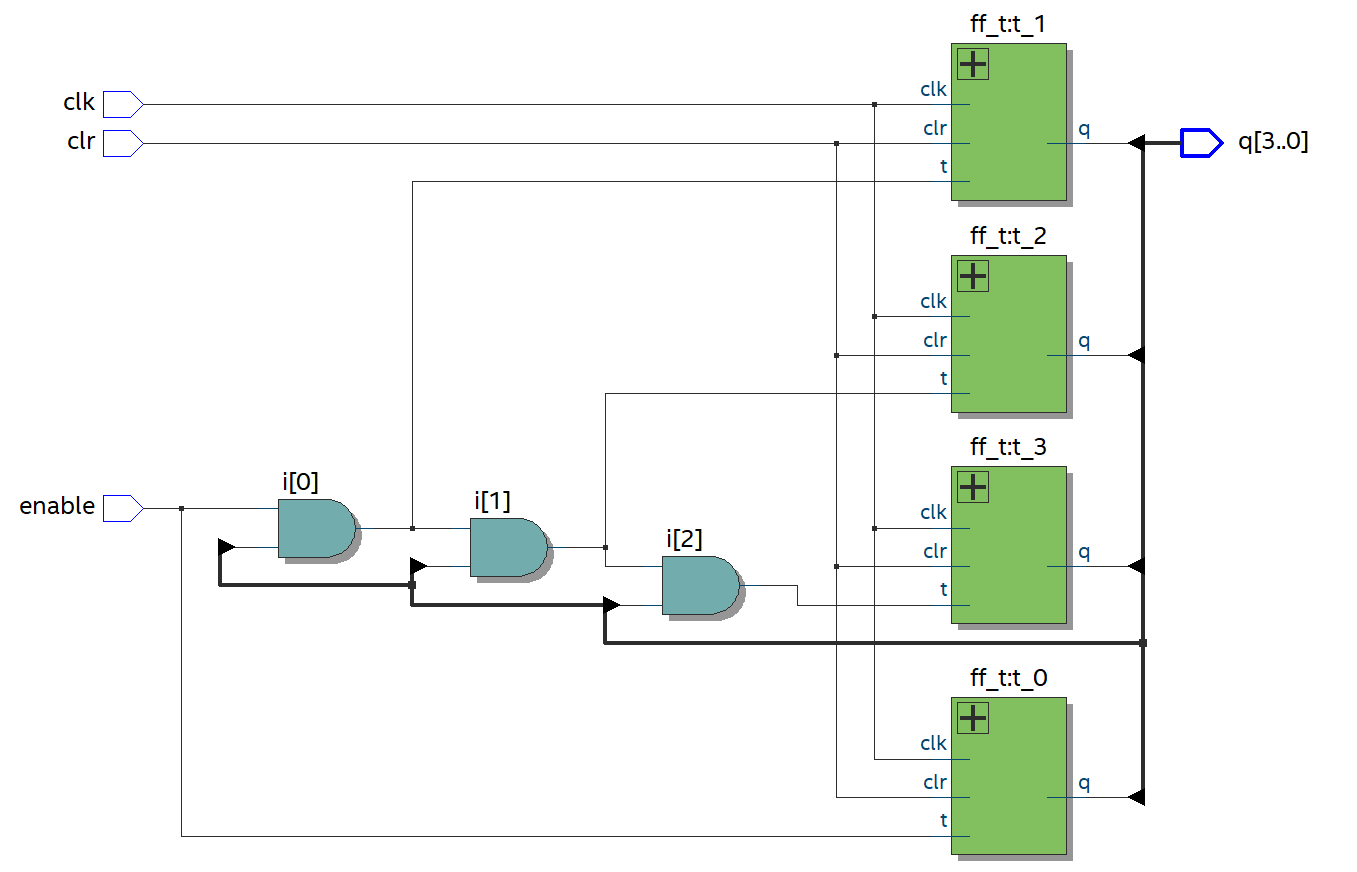 ff_t:t_1
clk
clk
clr
clr
q
q[3..0]
t
ff_t:t_2
clk
clr
q
t
ff_t:t_3
i[0]
i[1]
enable
clk
i[2]
clr
q
t
ff_t:t_0
clk
clr
q
t